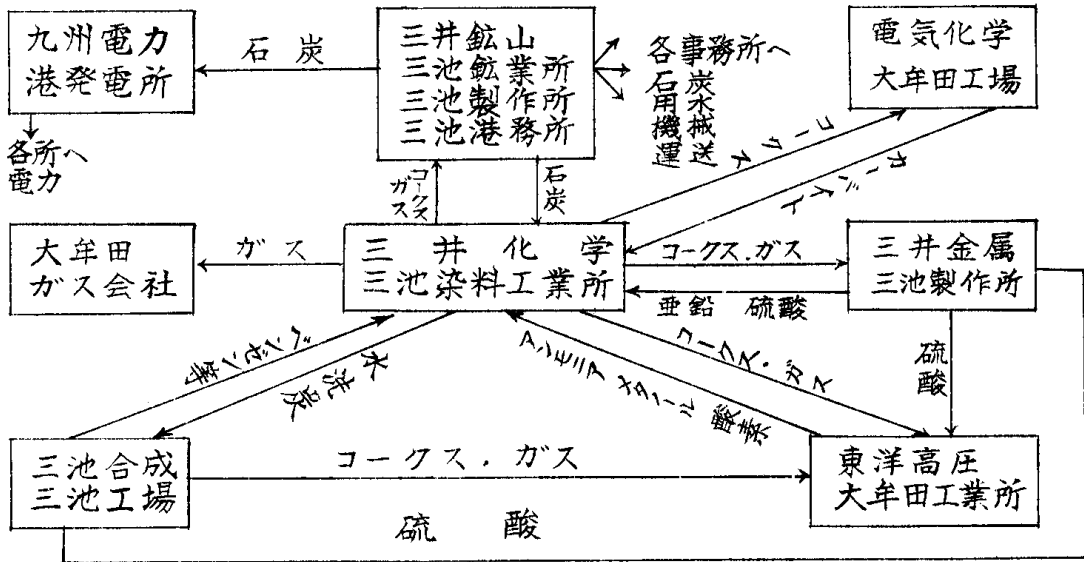 九州電力
港発電所
石炭
三井鉱山
三池鉱業所
三池製作所
三池港務所
各事務所へ
石炭
用水
機械
運送
電気化学
大牟田工場
各所へ
電力
コークス
ガス
石炭
コークス
カーバイト
大牟田
ガス会社
ガス
三井化学
三池染料工業所
コークス.ガス
亜鉛 硫酸
三井金属
三池製作所
ベンゼン等
水洗炭
アンモニア メタノール 酸素
コークス・ガス
硫酸
三池合成
三池工場
コークス.ガス
東洋高圧
大牟田工業所
硫酸